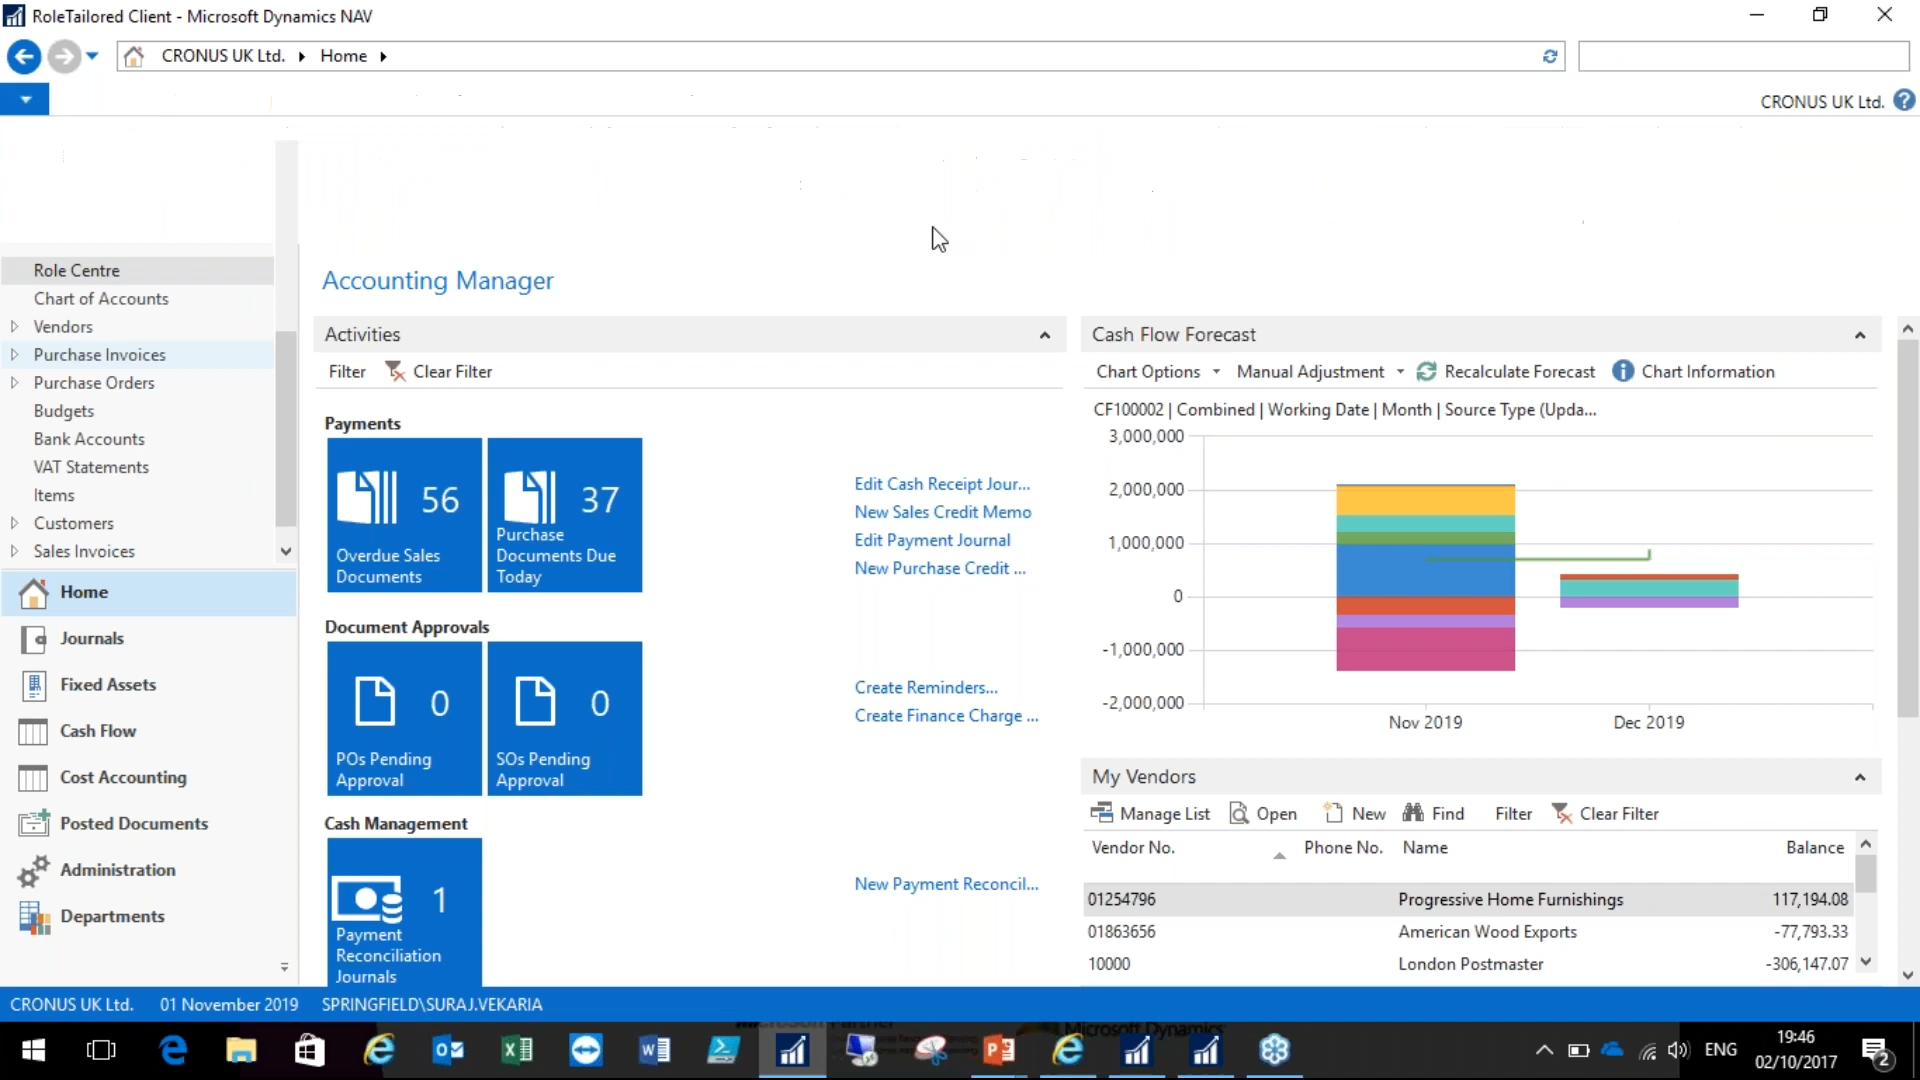 RoleTailored Client - Microsoft Dynamics NAV
CRONUS UK Ltd. Home
CRONUS UK Ltd.
Role Centre
Chart of Accounts
Vendors
Purchase Invoices
Purchase Orders
Budgets
Bank Accounts
VAT Statements
Items
Customers
Sales Invoices
Home
Journals
Fixed Assets
Cash Flow
Cost Accounting
Posted Documents
Administration
Departments
Accounting Manager
Activities
Filter Clear Filter
Payments
56
Overdue Sales
Documents
37
Purchase
Documents Due
Today
Edit Cash Receipt Jour...
New Sales Credit Memo
Edit Payment Journal
New Purchase Credit ...
Document Approvals
0
POs Pending
Approval
0
SOs Pending
Approval
Create Reminders...
Create Finance Charge ...
Cash Management
1
Payment
Reconciliation
Journals
New Payment Reconcil...
Cash Flow Forecast
Chart Options Manual Adjustment Recalculate Forecast Chart Information
CF100002 | Combined | Working Date | Month | Source Type (Upda...
3,000,000
2,000,000
1,000,000
0
-1,000,000
-2,000,000
Nov 2019 Dec 2019
My Vendors
Manage List Open New Find Filter Clear Filter
Vendor No. Phone No. Name Balance
01254796 Progressive Home Furnishings 117,194.08
01863656 American Wood Exports -77,793.33
10000 London Postmaster -306,147.07
CRONUS UK Ltd. 01 November 2019 SPRINGFIELD\SURAJ.VEKARIA
Microsoft Dynamics
ENG
19:46
02/10/2017
2